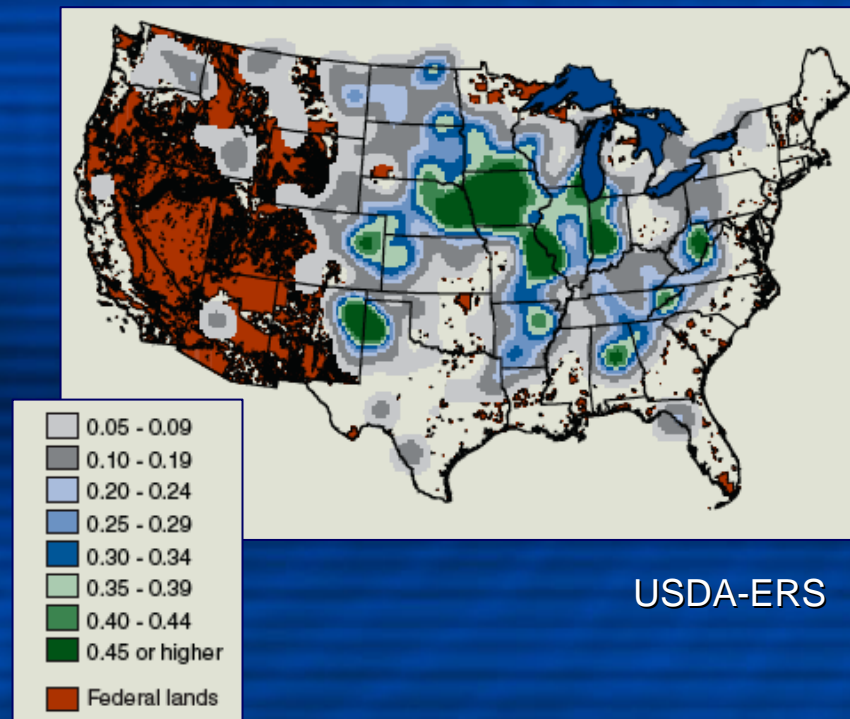 0.05 - 0.09
0.10 - 0.19
0.20 - 0.24
0.25 - 0.29
0.30 - 0.34
0.35 - 0.39
0.40 - 0.44
0.45 or higher
Federal lands
USDA-ERS